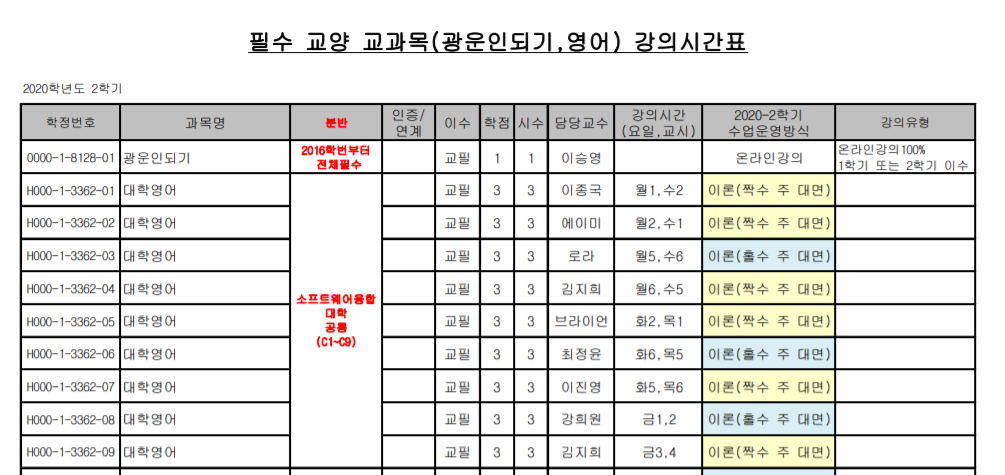 필수 교양 교과목(광운인되기,영어) 강의시간표
2020학년도 2학기
학정번호 과목명 분반 인증/연계 이수 학점 시수 담당교수 강의시간(요일,교시) 2020-2학기 수업운영방식 강의유형
0000-1-8128-01 광운인되기 2016학번부터 전체필수 교필 1 1 이승영 온라인강의 온라인강의100% 1학기 또는 2학기 이수
소프트웨어융합대학 공통 (C1~C9)
H000-1-3362-01 대학영어 교필 3 3 이종국 월1,수2 이론(짝수 주 대면)
H000-1-3362-02 대학영어 교필 3 3 에이미 월2,수1 이론(짝수 주 대면)
H000-1-3362-03 대학영어 교필 3 3 로라 월5,수6 이론(홀수 주 대면)
H000-1-3362-04 대학영어 교필 3 3 김지희 월6,수5 이론(짝수 주 대면)
H000-1-3362-05 대학영어 교필 3 3 브라이언 화2,목1 이론(짝수 주 대면)
H000-1-3362-06 대학영어 교필 3 3 최정윤 화6,목5 이론(홀수 주 대면)
H000-1-3362-07 대학영어 교필 3 3 이진영 화5,목6 이론(짝수 주 대면)
H000-1-3362-08 대학영어 교필 3 3 강희원 금1,2 이론(홀수 주 대면)
H000-1-3362-09 대학영어 교필 3 3 김지희 금3,4 이론(짝수 주 대면)